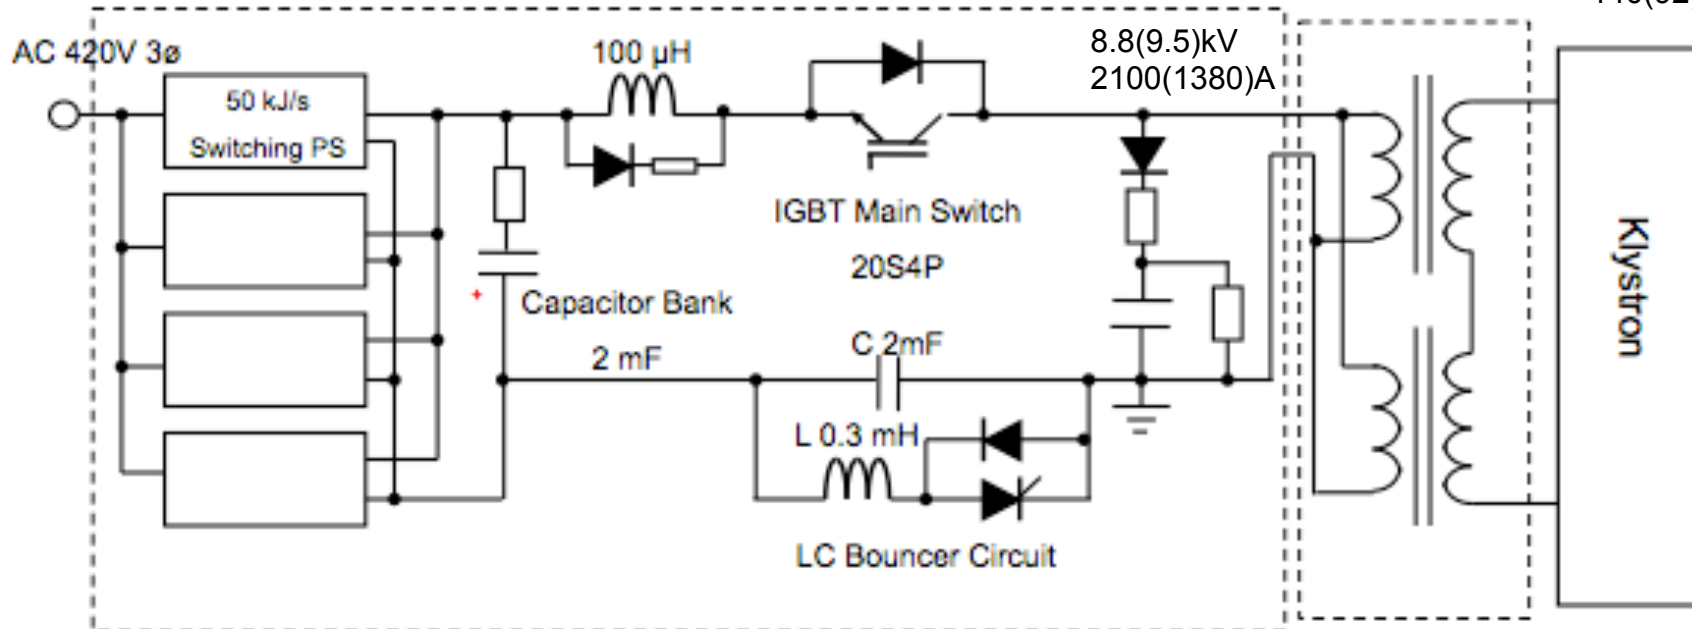 AC 420V 3ø
50 kJ/s
Switching PS
100 µH
8.8(9.5)kV
2100(1380)A
IGBT Main Switch
20S4P
Capacitor Bank
2 mF
C 2mF
L 0.3 mH
LC Bouncer Circuit
Klystron